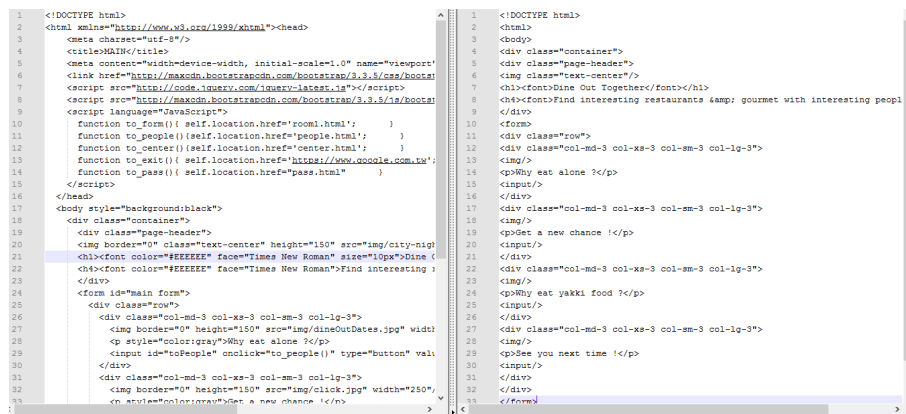 1 <!DOCTYPE html>
2 <html xmlns="http://www.w3.org/1999/xhtml"><head>
3 <meta charset="utf-8"/>
4 <title>MAIN</title>
5 <meta content="width=device-width, initial-scale=1.0" name="viewport"
6 <link href="http://maxcdn.bootstrapcdn.com/bootstrap/3.3.5/css/bootst
7 <script src="http://code.jquery.com/jquery-latest.js"></script>
8 <script src="http://maxcdn.bootstrapcdn.com/bootstrap/3.3.5/js/bootst
9 <script language="JavaScript">
10 function to_form(){ self.location.href='room1.html'; }
11 function to_people(){self.location.href='people.html'; }
12 function to_center(){self.location.href='center.html'; }
13 function to_exit(){ self.location.href='https://www.google.com.tw';
14 function to_pass(){ self.location.href="pass.html" }
15 </script>
16 </head>
17 <body style="background:black">
18 <div class="container">
19 <div class="page-header">
20 <img border="0" class="text-center" height="150" src="img/city-nigh
21 <h1><font color="#EEEEEE" face="Times New Roman" size="10px">Dine
22 <h4><font color="#EEEEEE" face="Times New Roman">Find interesting
23 </div>
24 <form id="main form">
25 <div class="row">
26 <div class="col-md-3 col-xs-3 col-sm-3 col-lg-3">
27 <img border="0" height="150" src="img/dineOutDates.jpg" widt
28 <p style="color:gray">Why eat alone ?</p>
29 <input id="toPeople" onclick="to_people()" type="button" valu
30 </div>
31 <div class="col-md-3 col-xs-3 col-sm-3 col-lg-3">
32 <img border="0" height="150" src="img/click.jpg" width="250"/
33 <p style="color:gray">Get a new chance !</p>
1 <!DOCTYPE html>
2 <html>
3 <body>
4 <div class="container">
5 <div class="page-header">
6 <img class="text-center"/>
7 <h1><font>Dine Out Together</font></h1>
8 <h4><font>Find interesting restaurants &amp; gourmet with interesting peopl
9 </div>
10 <form>
11 <div class="row">
12 <div class="col-md-3 col-xs-3 col-sm-3 col-lg-3">
13 <img/>
14 <p>Why eat alone ?</p>
15 <input/>
16 </div>
17 <div class="col-md-3 col-xs-3 col-sm-3 col-lg-3">
18 <img/>
19 <p>Get a new chance !</p>
20 <input/>
21 </div>
22 <div class="col-md-3 col-xs-3 col-sm-3 col-lg-3">
23 <img/>
24 <p>Why eat yakki food ?</p>
25 <input/>
26 </div>
27 <div class="col-md-3 col-xs-3 col-sm-3 col-lg-3">
28 <img/>
29 <p>See you next time !</p>
30 <input/>
31 </div>
32 </div>
33 </form>